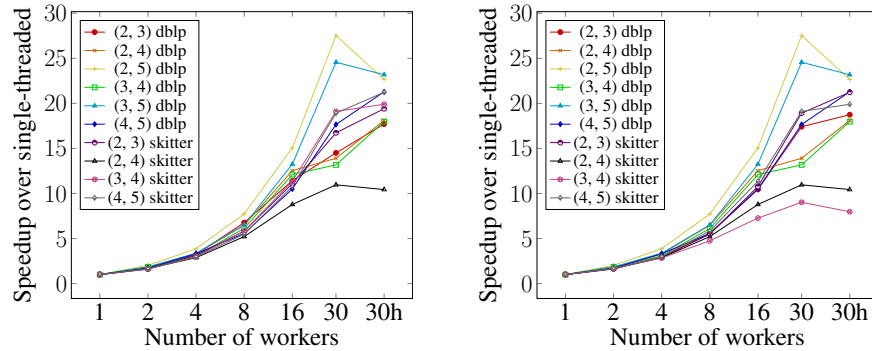 Speedup over single-threaded
30
25
20
15
10
5
0
(2, 3) dblp
(2, 4) dblp
(2, 5) dblp
(3, 4) dblp
(3, 5) dblp
(4, 5) dblp
(2, 3) skitter
(2, 4) skitter
(3, 4) skitter
(4, 5) skitter
1 2 4 8 16 30 30h
Number of workers
Speedup over single-threaded
30
25
20
15
10
5
0
(2, 3) dblp
(2, 4) dblp
(2, 5) dblp
(3, 4) dblp
(3, 5) dblp
(4, 5) dblp
(2, 3) skitter
(2, 4) skitter
(3, 4) skitter
(4, 5) skitter
1 2 4 8 16 30 30h
Number of workers